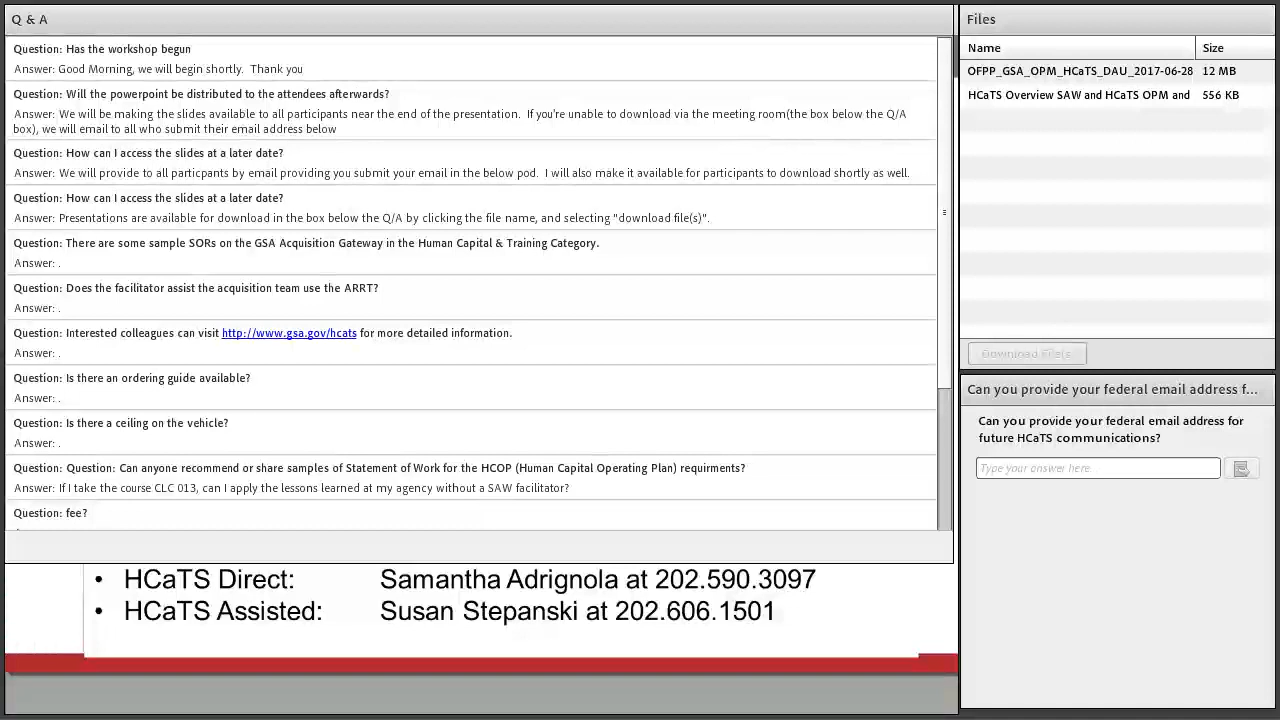 Q & A
Question: Has the workshop begun
Answer: Good Morning, we will begin shortly.  Thank you
Question: Will the powerpoint be distributed to the attendees afterwards?
Answer: We will be making the slides available to all participants near the end of the presentation.  If you're unable to download via the meeting room(the box below the Q/A
box), we will email to all who submit their email address below
Question: How can I access the slides at a later date?
Answer: We will provide to all particpants by email providing you submit your email in the below pod.  I will also make it available for participants to download shortly as well.
Question: How can I access the slides at a later date?
Answer: Presentations are available for download in the box below the Q/A by clicking the file name, and selecting "download file(s)".
Question: There are some sample SORs on the GSA Acquisition Gateway in the Human Capital & Training Category.
Answer: .
Question: Does the facilitator assist the acquisition team use the ARRT?
Answer: .
Question: Interested colleagues can visit http://www.gsa.gov/hcats for more detailed information.
Answer: .
Question: Is there an ordering guide available?
Answer: .
Question: Is there a ceiling on the vehicle?
Answer: .
Question: Question: Can anyone recommend or share samples of Statement of Work for the HCOP (Human Capital Operating Plan) requirments?
Answer: If I take the course CLC 013, can I apply the lessons learned at my agency without a SAW facilitator?
Question: fee?
• HCaTS Direct: Samantha Adrignola at 202.590.3097
• HCaTS Assisted: Susan Stepanski at 202.606.1501
Files
Name Size
OFPP_GSA_OPM_HCaTS_DAU_2017-06-28 12 MB
HCaTS Overview SAW and HCaTS OPM and 556 KB
Download File(s)
Can you provide your federal email address f...
Can you provide your federal email address for
future HCaTS communications?
Type your answer here...